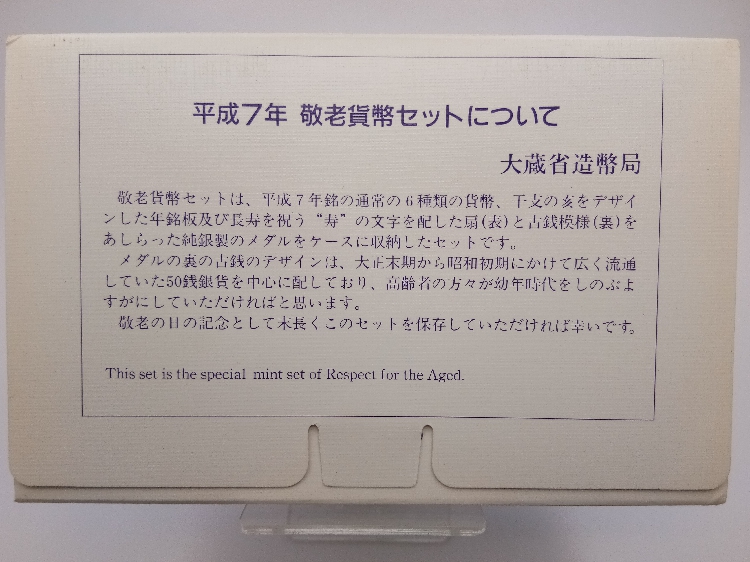 平成7年 敬老貨幣セットについて
大蔵省造幣局
敬老貨幣セットは、平成7年銘の通常の6種類の貨幣、干支の亥をデザイ
ンした年銘板及び長寿を祝う“寿”の文字を配した扇(表)と古銭模様(裏)を
あしらった純銀製のメダルをケースに収納したセットです。
メダルの裏の古銭のデザインは、大正末期から昭和初期にかけて広く流通
していた50銭銀貨を中心に配しており、高齢者の方々が幼年時代をしのぶよ
すがにしていただければと思います。
敬老の日の記念として末長くこのセットを保存していただければ幸いです。
This set is the special mint set of Respect for the Aged.